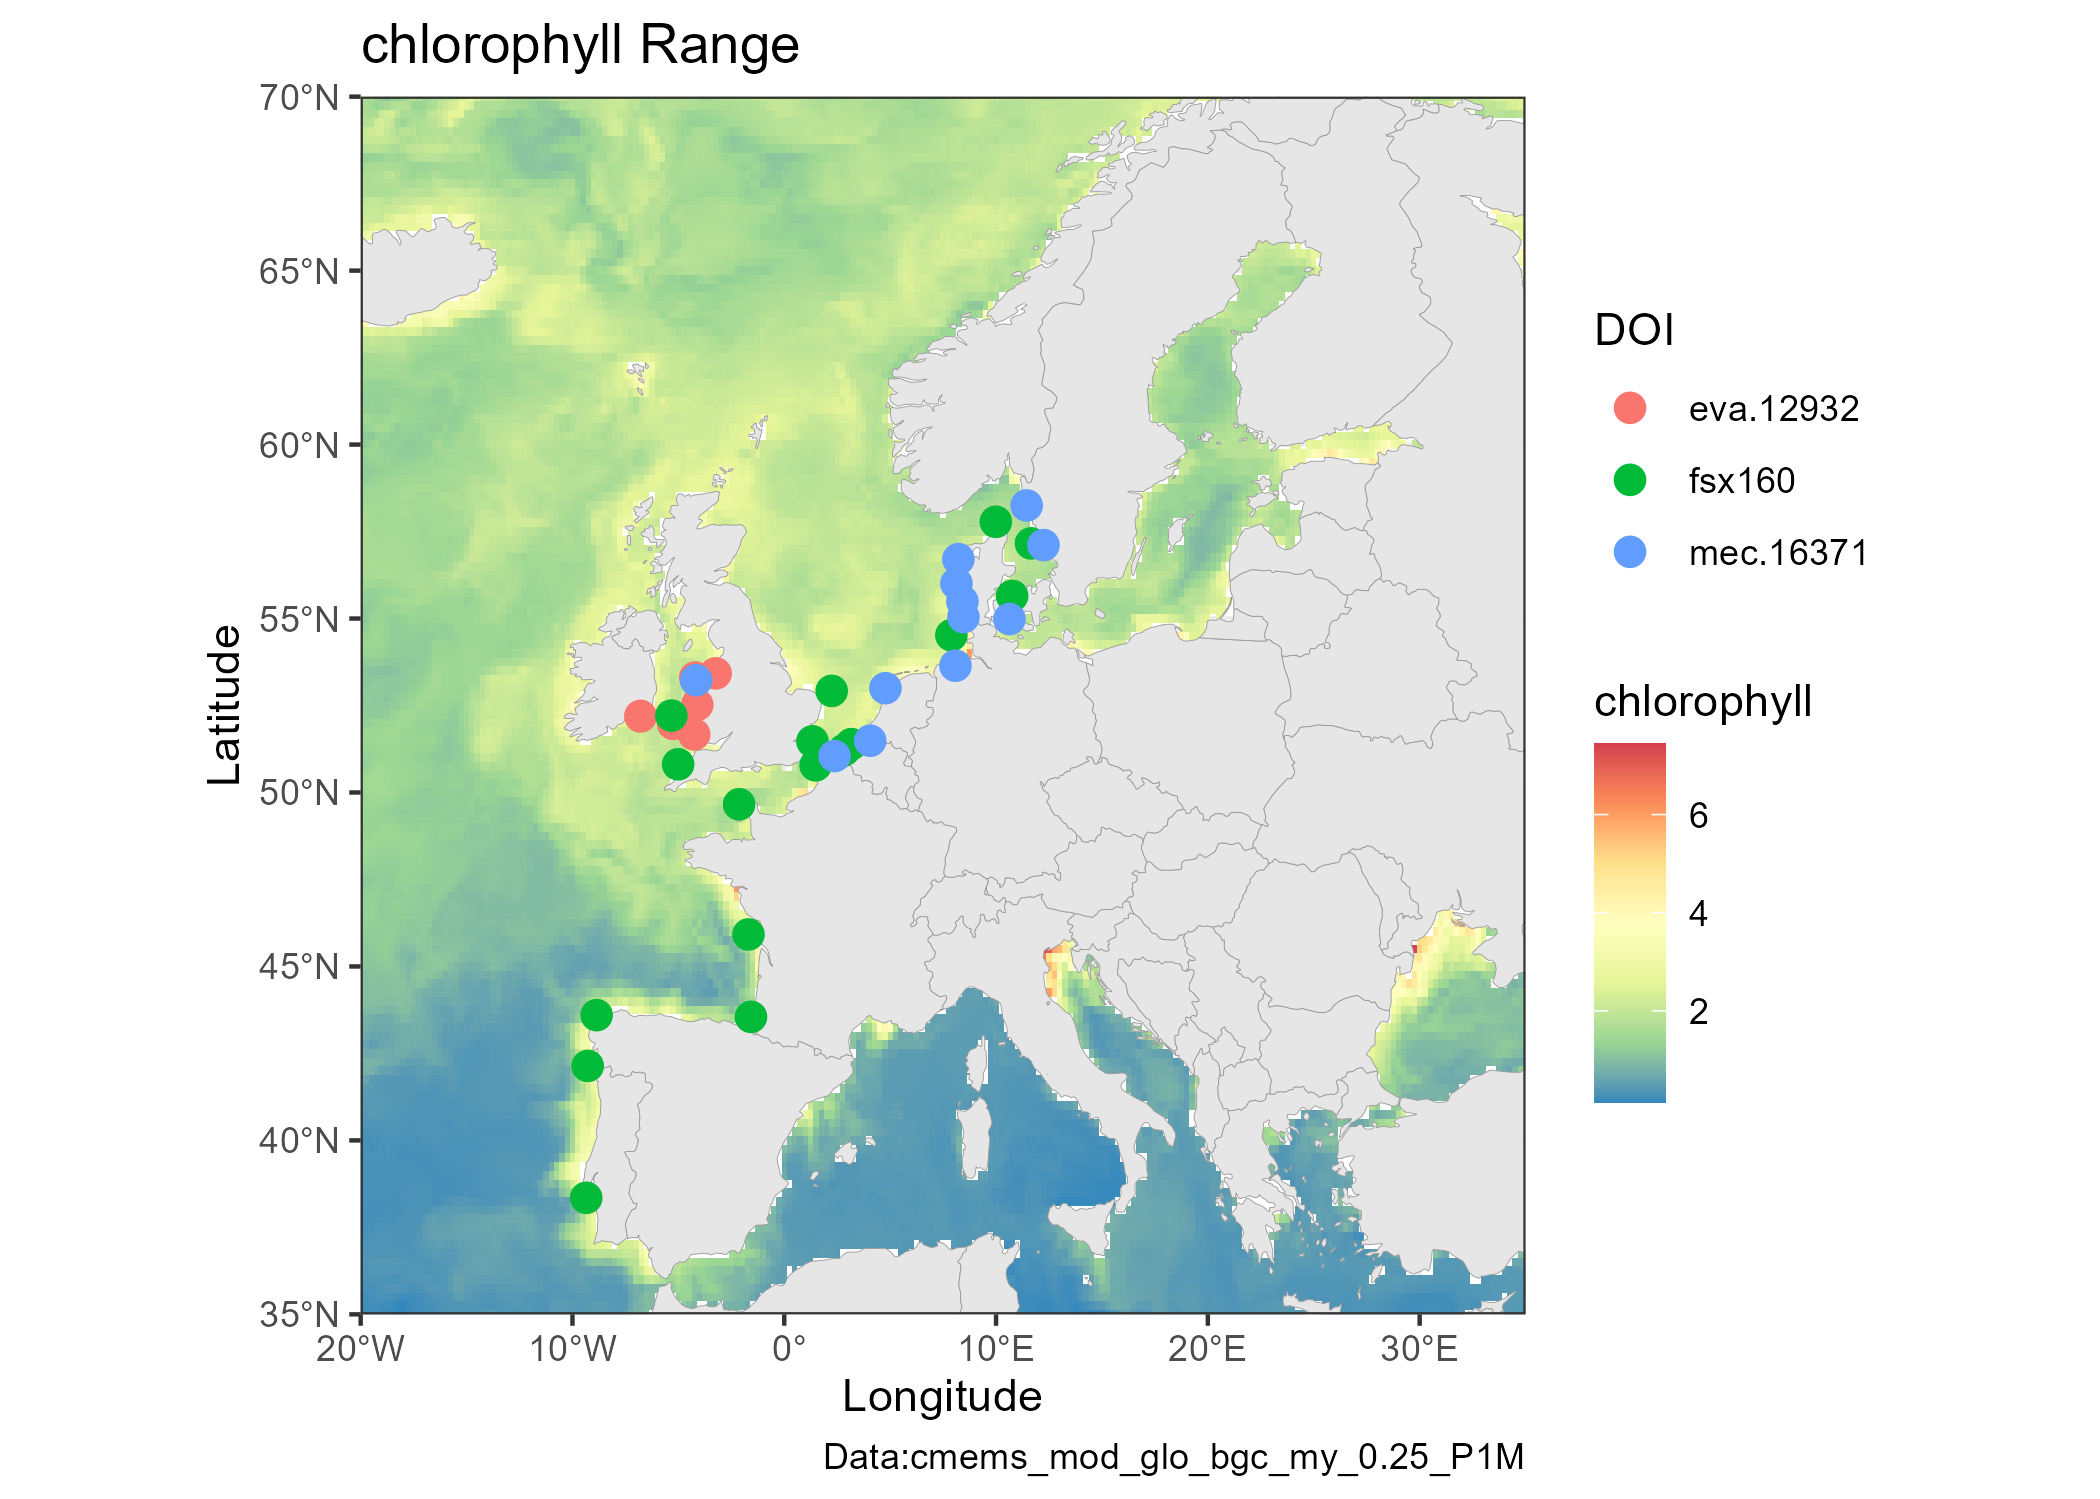 chlorophyll Range
70°N
65°N
60°N
55°N
50°N
45°N
40°N
35°N
20°W
10°W
0°
10°E
20°E
30°E
Latitude
Longitude
Data:cmems_mod_glo_bgc_my_0.25_P1M
DOI
eva.12932
fsx160
mec.16371
chlorophyll
6
4
2